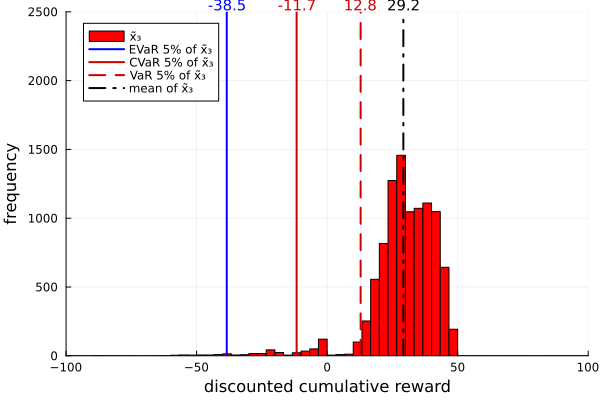 -38.5 -11.7 12.8 29.2
2500
2000
1500
1000
500
0
frequency
x̃₃
EVaR 5% of x̃₃
CVaR 5% of x̃₃
VaR 5% of x̃₃
mean of x̃₃
−100 −50 0 50 100
discounted cumulative reward